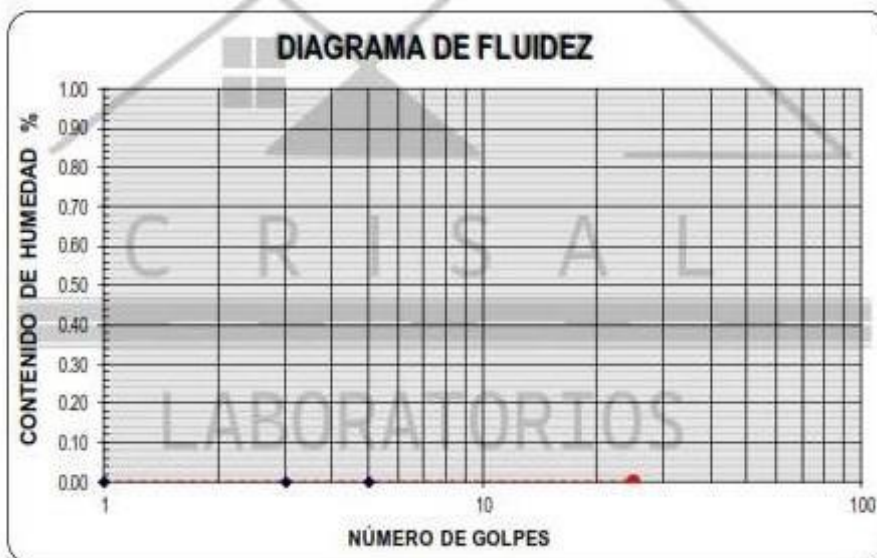 DIAGRAMA DE FLUIDEZ
CONTENIDO DE HUMEDAD %
1.00
0.90
0.80
0.70
0.60
0.50
0.40
0.30
0.20
0.10
0.00
CRISAL
LABORATORIOS
1 10 100
NÚMERO DE GOLPES